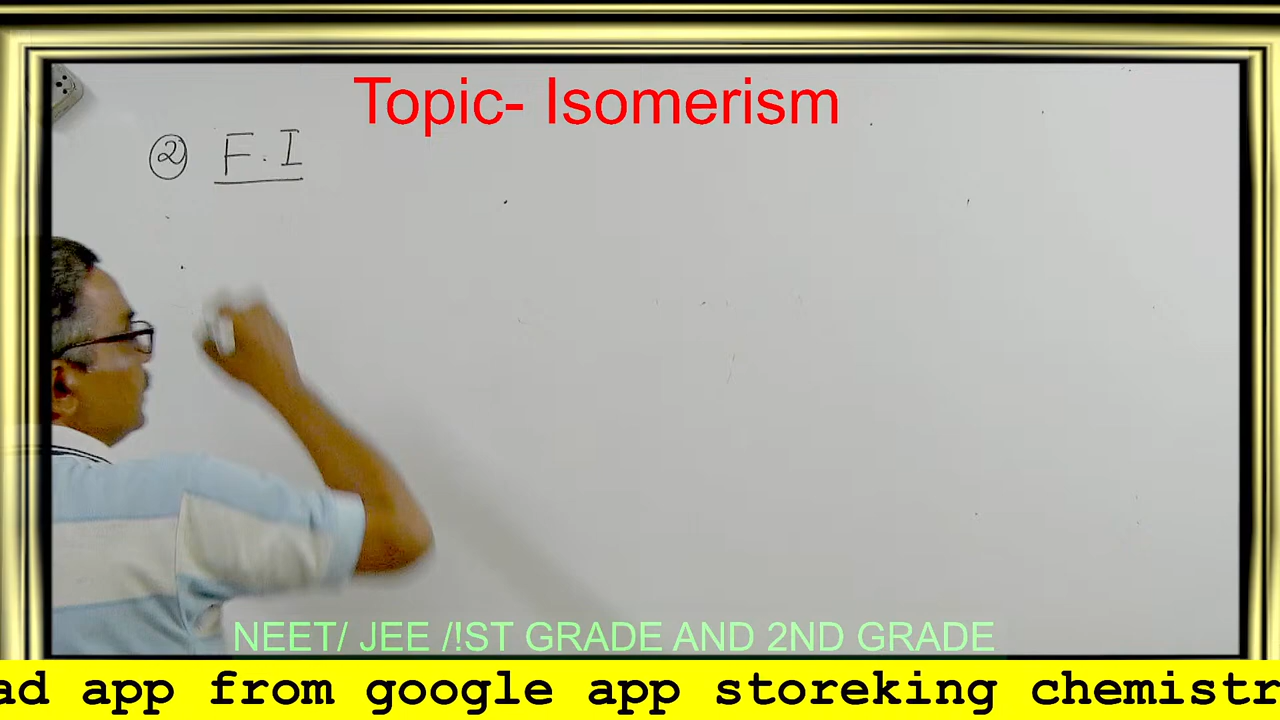 Topic- Isomerism
② F.I
NEET/ JEE /!ST GRADE AND 2ND GRADE
ad app from google app storeking chemistr